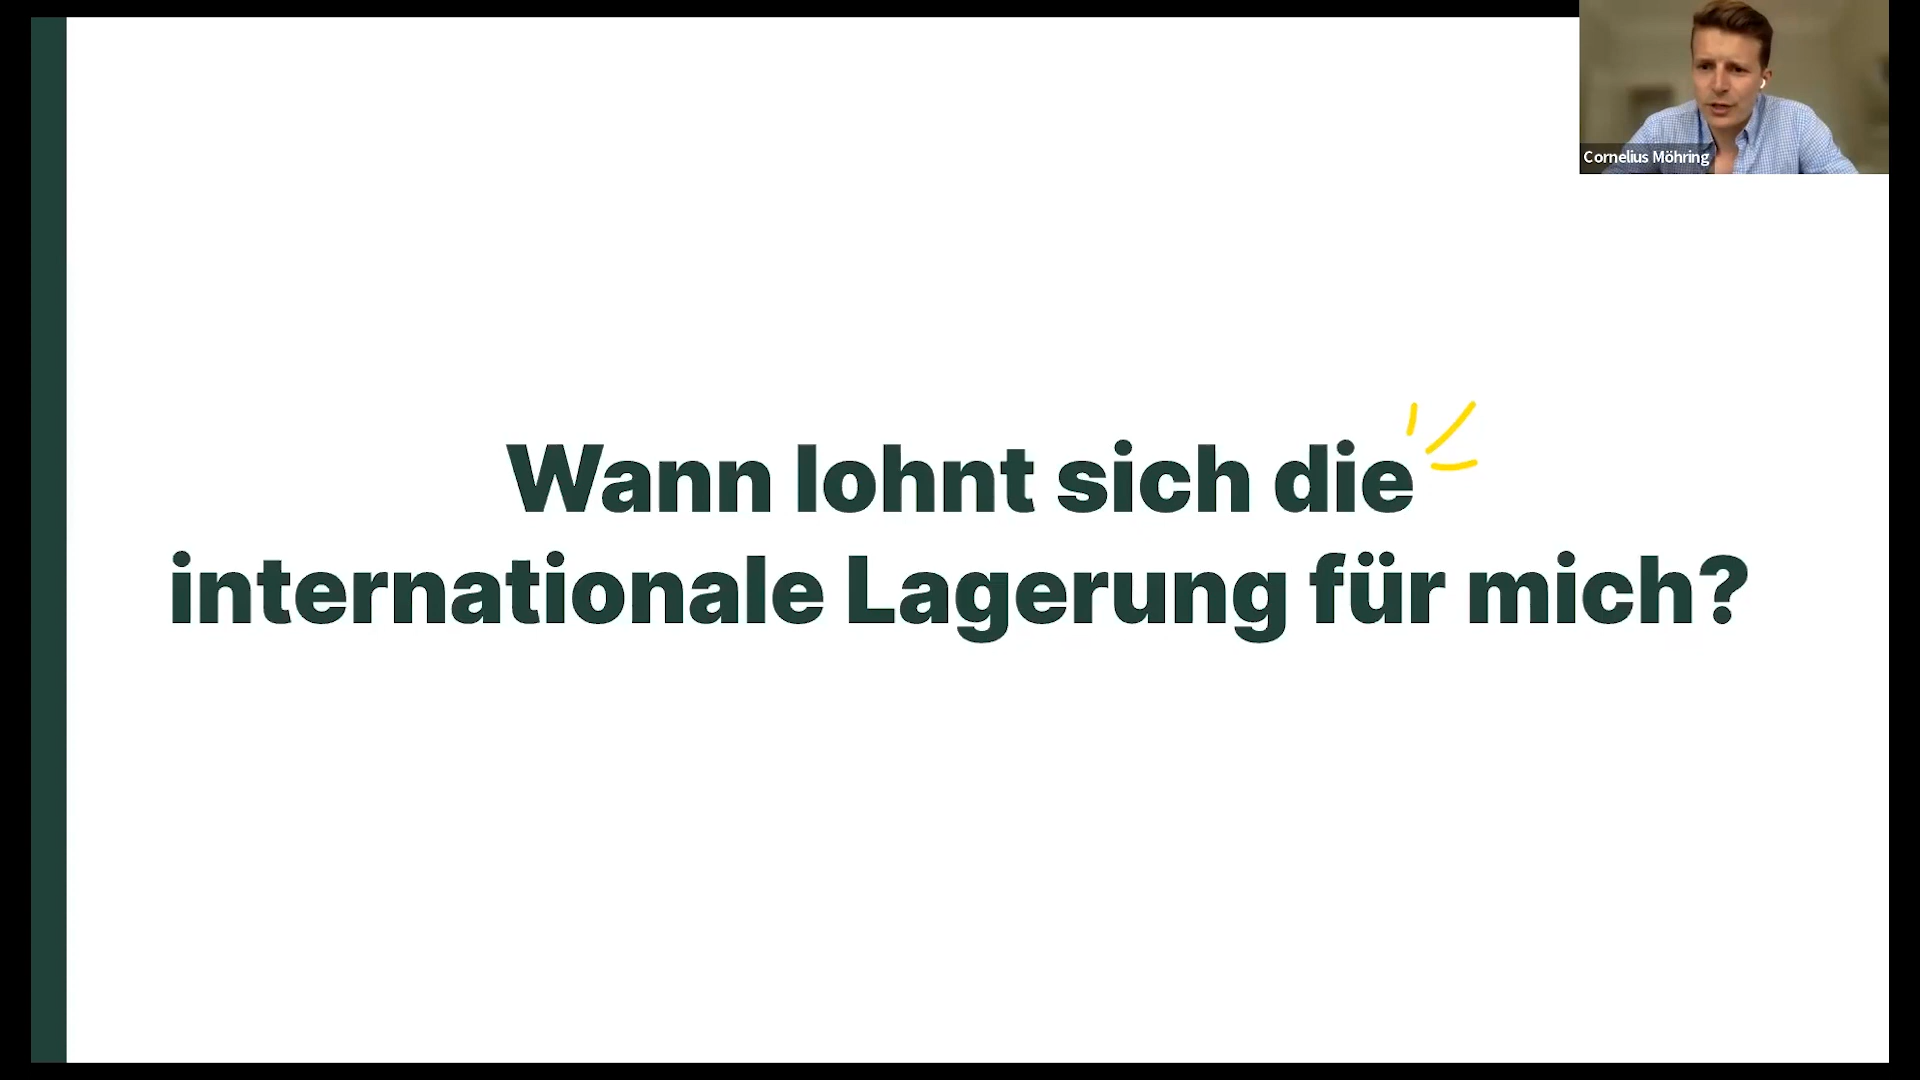 Cornelius Möhring
Wann lohnt sich die
internationale Lagerung für mich?